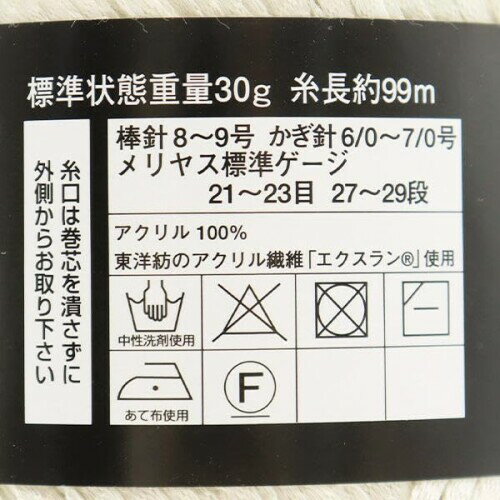 標準状態重量30g 糸長約99m
棒針8〜9号 かぎ針6/0〜7/0号
メリヤス標準ゲージ
21〜23目 27〜29段
アクリル 100%
東洋紡のアクリル繊維「エクスラン®」使用
中性洗剤使用
あて布使用
F
糸口は巻芯を潰さずに
外側からお取り下さい